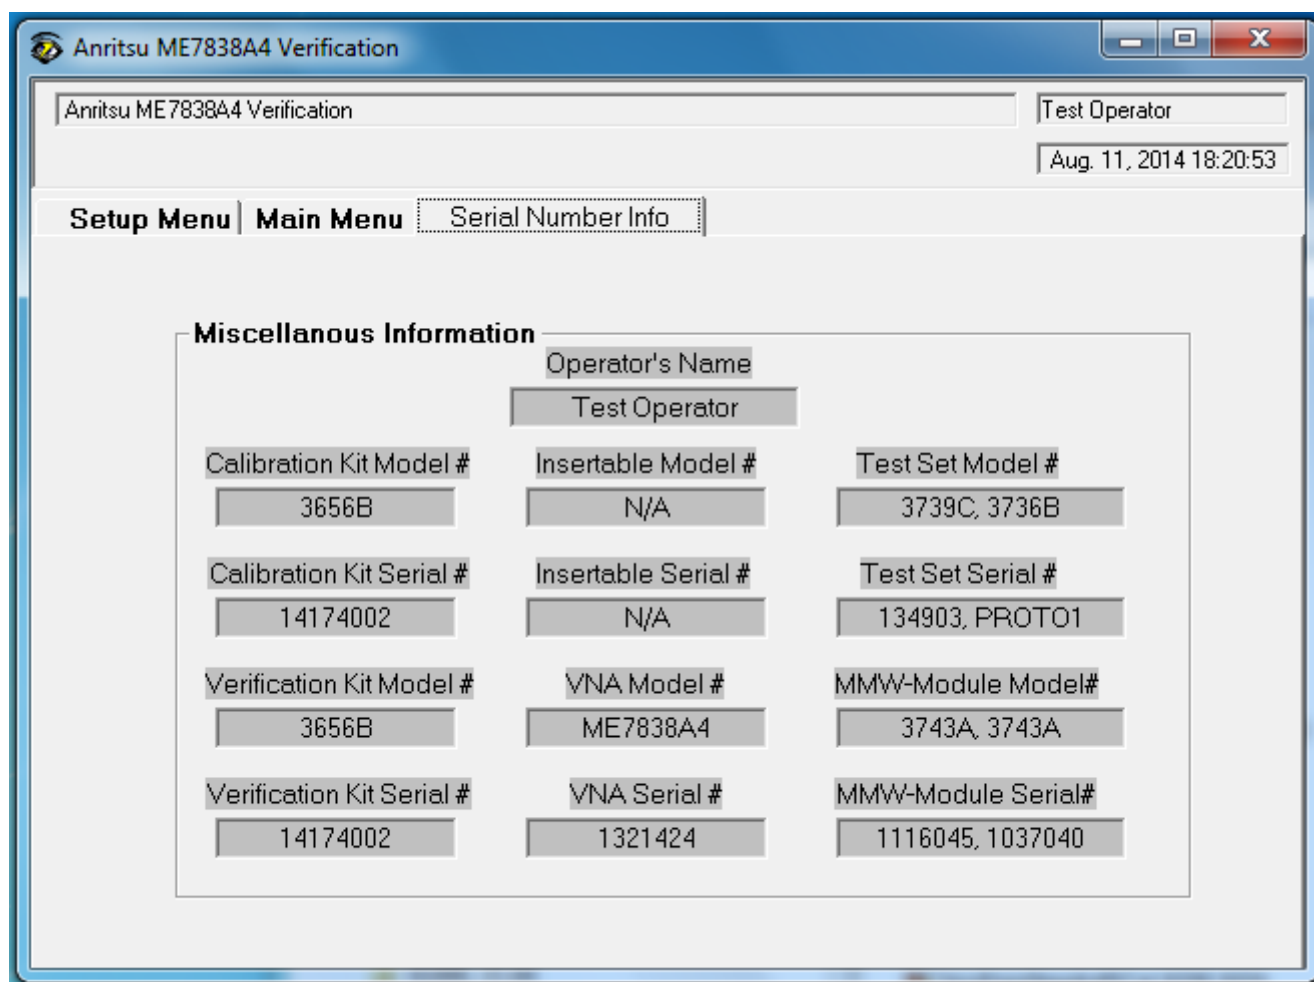 Anritsu ME7838A4 Verification
Anritsu ME7838A4 Verification
Test Operator
Aug. 11, 2014 18:20:53
Setup Menu Main Menu Serial Number Info
Miscellanous Information
Operator's Name
Test Operator
Calibration Kit Model # Insertable Model # Test Set Model #
3656B N/A 3739C, 3736B
Calibration Kit Serial # Insertable Serial # Test Set Serial #
14174002 N/A 134903, PROTO1
Verification Kit Model # VNA Model # MMW-Module Model#
3656B ME7838A4 3743A, 3743A
Verification Kit Serial # VNA Serial # MMW-Module Serial#
14174002 1321424 1116045, 1037040